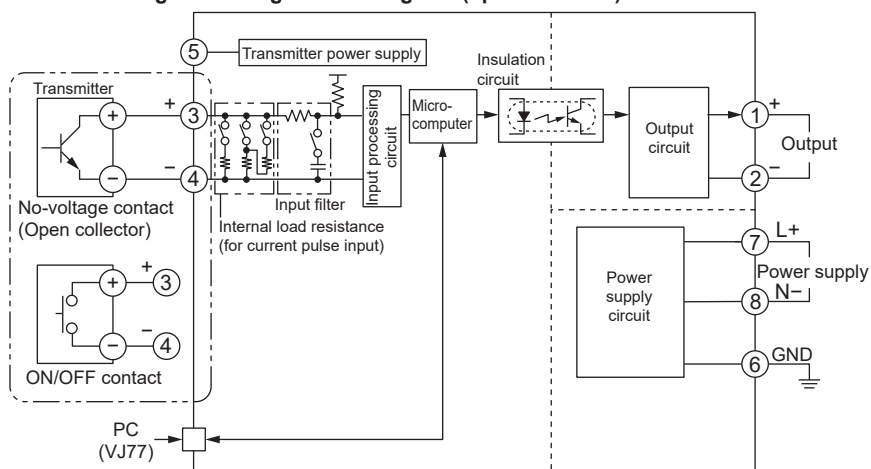 5
Transmitter power supply
Insulation
circuit
Transmitter
+
+
3
Input processing
circuit
Micro-
computer
Output
circuit
1
+
Output
−
−
4
2
−
No-voltage contact
(Open collector)
Input filter
Internal load resistance
(for current pulse input)
7
L+
+
+
3
Power
supply
circuit
Power supply
8
N−
−
−
4
ON/OFF contact
6
GND
PC
(VJ77)